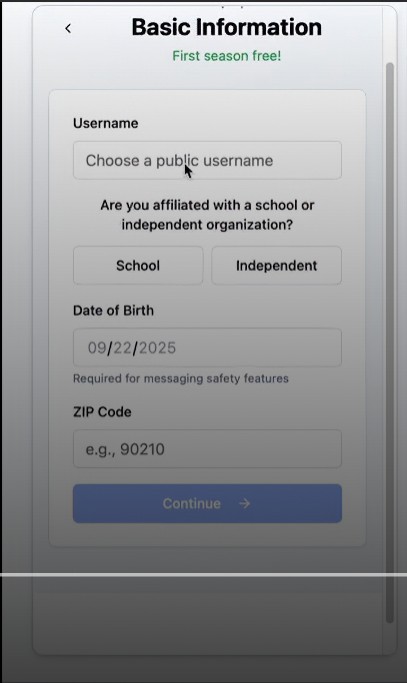 Basic Information
First season free!
Username
Choose a public username
Are you affiliated with a school or
independent organization?
School
Independent
Date of Birth
09/22/2025
Required for messaging safety features
ZIP Code
e.g., 90210
Continue